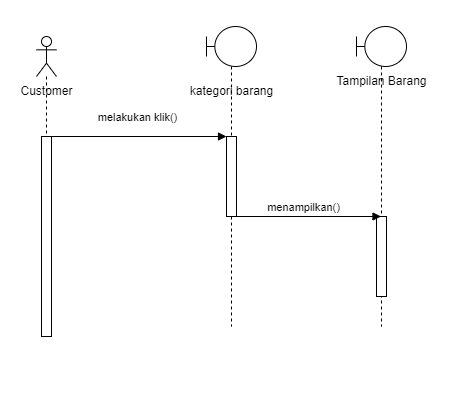 Customer
kategori barang
Tampilan Barang
melakukan klik()
menampilkan()